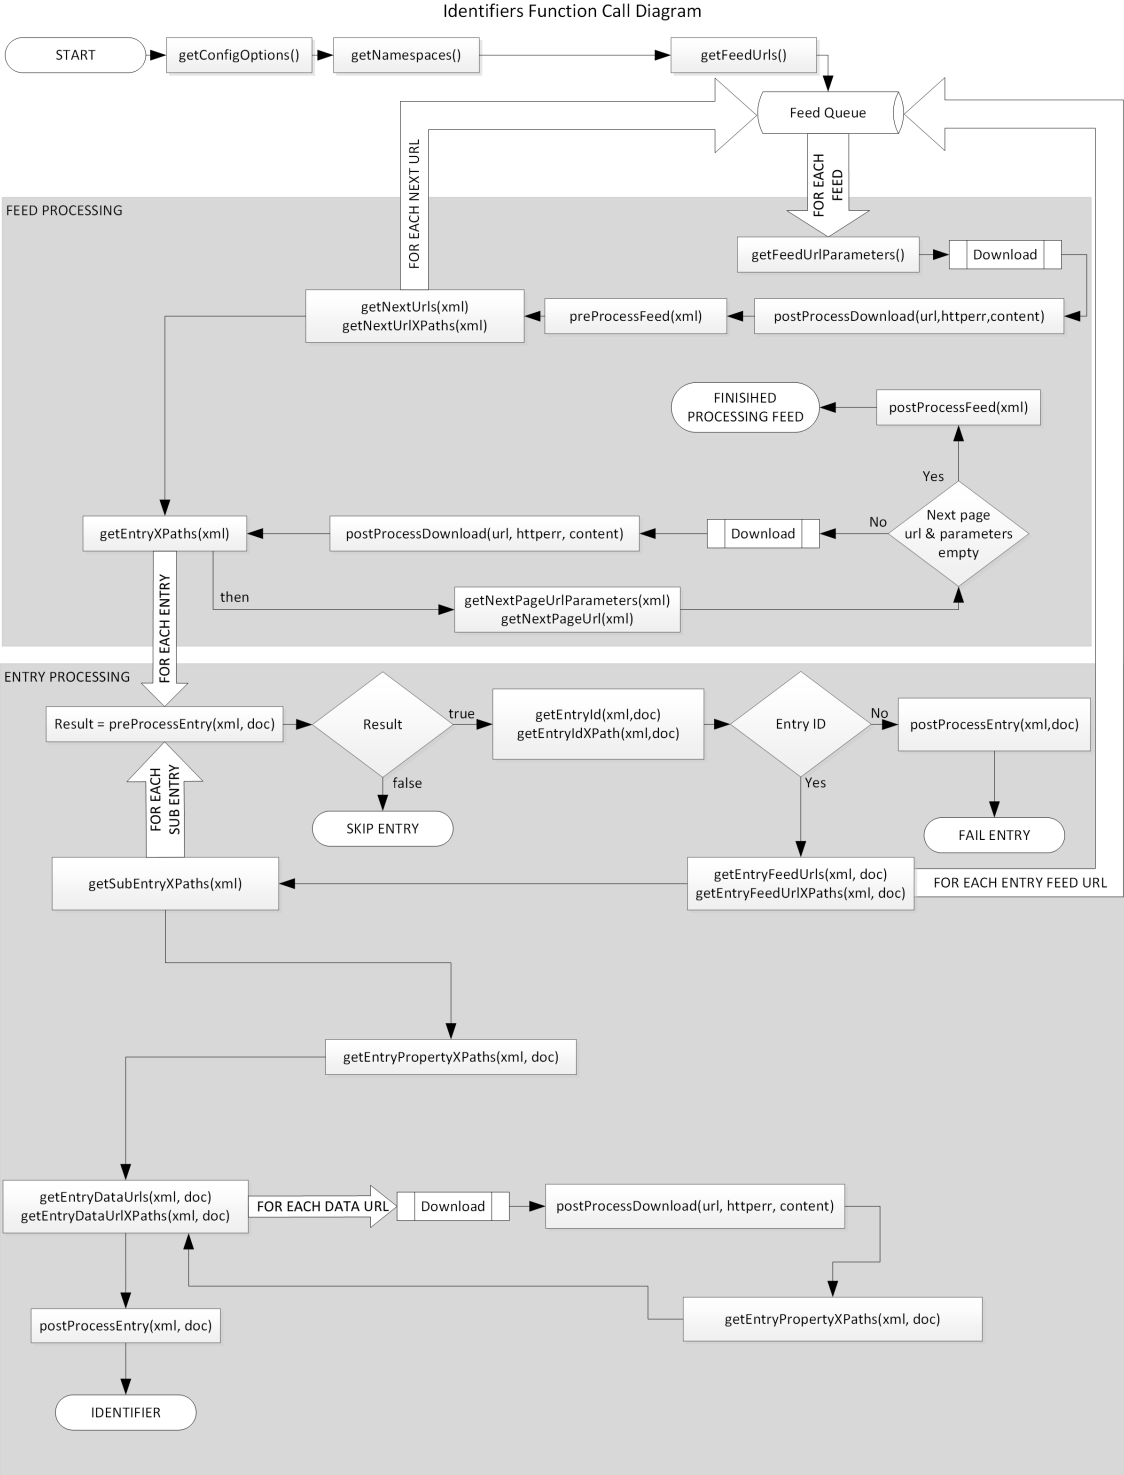 Identifiers Function Call Diagram
START
getConfigOptions()
getNamespaces()
getFeedUrls()
Feed Queue
FOR EACH NEXT URL
FOR EACH
FEED
FEED PROCESSING
getFeedUrlParameters()
Download
getNextUrls(xml)
getNextUrlXPaths(xml)
preProcessFeed(xml)
postProcessDownload(url,httperr,content)
FINISIHED
PROCESSING FEED
postProcessFeed(xml)
Yes
Next page
url & parameters
empty
No
Download
postProcessDownload(url, httperr, content)
getEntryXPaths(xml)
then
getNextPageUrlParameters(xml)
getNextPageUrl(xml)
FOR EACH ENTRY
ENTRY PROCESSING
Result = preProcessEntry(xml, doc)
Result
true
false
SKIP ENTRY
getEntryId(xml,doc)
getEntryIdXPath(xml,doc)
Entry ID
No
Yes
postProcessEntry(xml,doc)
FAIL ENTRY
FOR EACH
SUB ENTRY
getSubEntryXPaths(xml)
getEntryFeedUrls(xml, doc)
getEntryFeedUrlXPaths(xml, doc)
FOR EACH ENTRY FEED URL
getEntryPropertyXPaths(xml, doc)
getEntryDataUrls(xml, doc)
getEntryDataUrlXPaths(xml, doc)
FOR EACH DATA URL
Download
postProcessDownload(url, httperr, content)
getEntryPropertyXPaths(xml, doc)
postProcessEntry(xml, doc)
IDENTIFIER